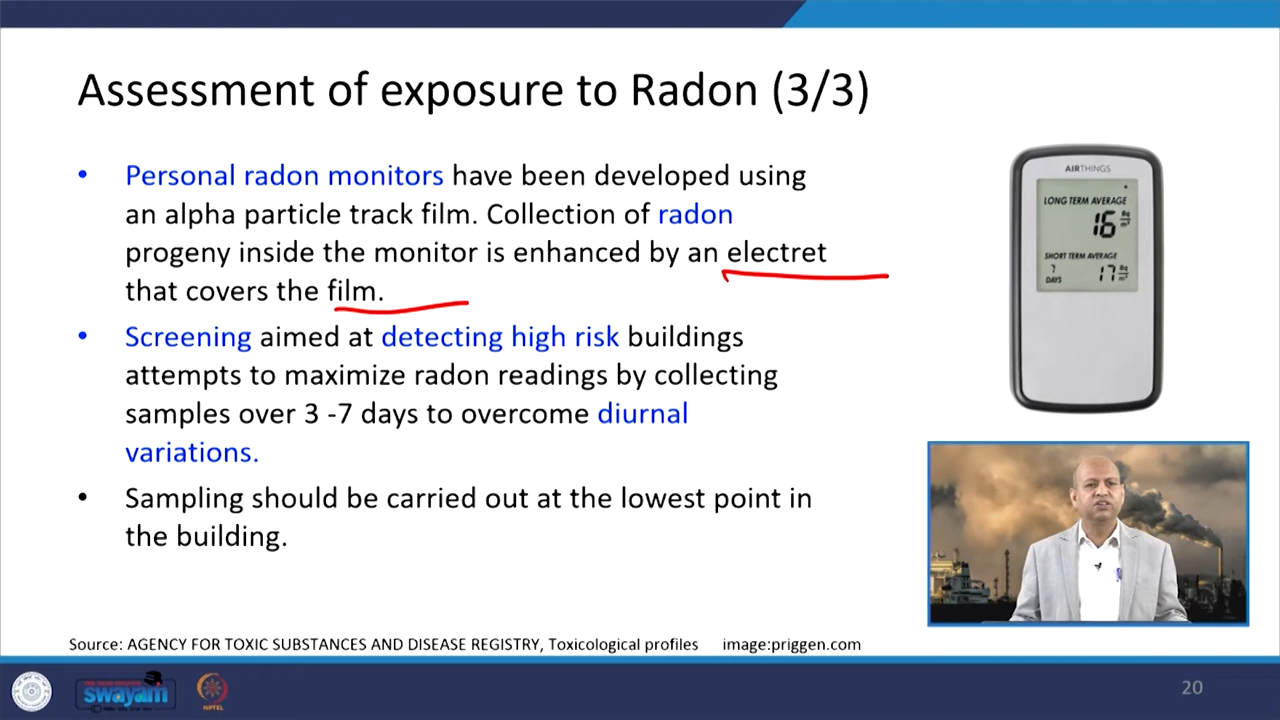 Assessment of exposure to Radon (3/3)
• Personal radon monitors have been developed using
an alpha particle track film. Collection of radon
progeny inside the monitor is enhanced by an electret
that covers the film.
• Screening aimed at detecting high risk buildings
attempts to maximize radon readings by collecting
samples over 3 -7 days to overcome diurnal
variations.
• Sampling should be carried out at the lowest point in
the building.
AIRTHINGS
LONG TERM AVERAGE
16 Bq/m³
SHORT TERM AVERAGE
7 DAYS 17 Bq/m³
Source: AGENCY FOR TOXIC SUBSTANCES AND DISEASE REGISTRY, Toxicological profiles image:priggen.com
swayam
NPTEL
20